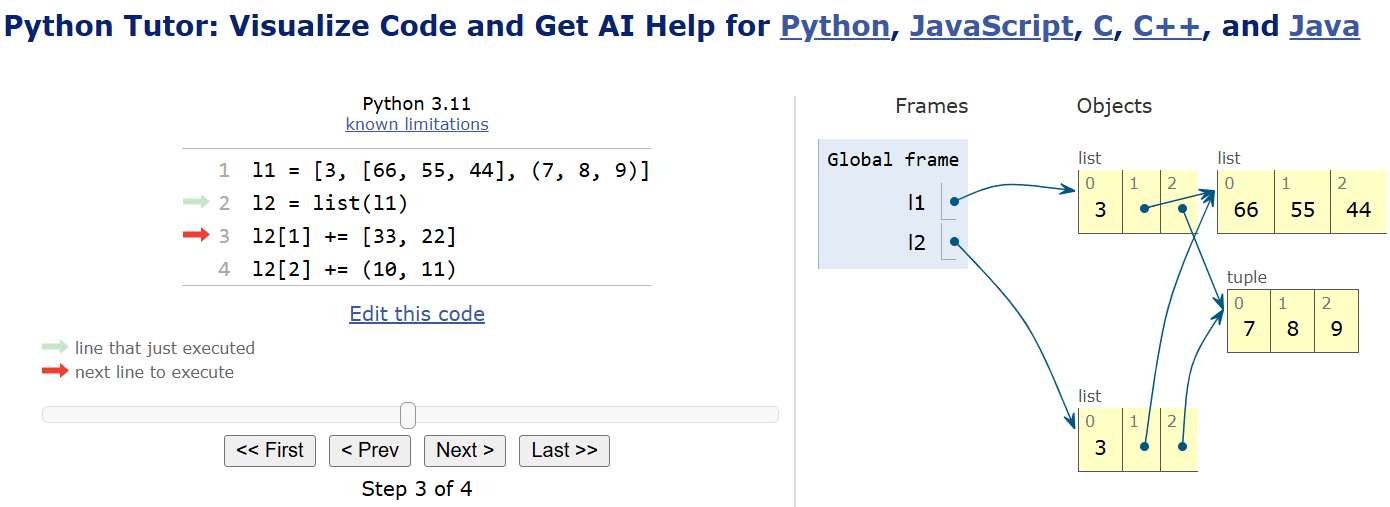 Python Tutor: Visualize Code and Get AI Help for Python, JavaScript, C, C++, and Java
Python 3.11
known limitations
1 l1 = [3, [66, 55, 44], (7, 8, 9)]
2 l2 = list(l1)
3 l2[1] += [33, 22]
4 l2[2] += (10, 11)
Edit this code
line that just executed
next line to execute
<< First < Prev Next > Last >>
Step 3 of 4
Frames Objects
Global frame
l1
l2
list
0 1 2
3
list
0 1 2
66 55 44
tuple
0 1 2
7 8 9
list
0 1 2
3